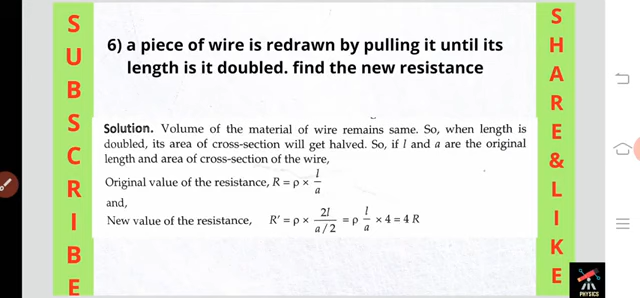 SUBSCRIBE
6) a piece of wire is redrawn by pulling it until its
length is it doubled. find the new resistance
Solution. Volume of the material of wire remains same. So, when length is
doubled, its area of cross-section will get halved. So, if l and a are the original
length and area of cross-section of the wire,
Original value of the resistance, R = ρ × l/a
and,
New value of the resistance, R′ = ρ × 2l/a/2 = ρ l/a × 4 = 4 R
SHARE & LIKE
PHYSICS